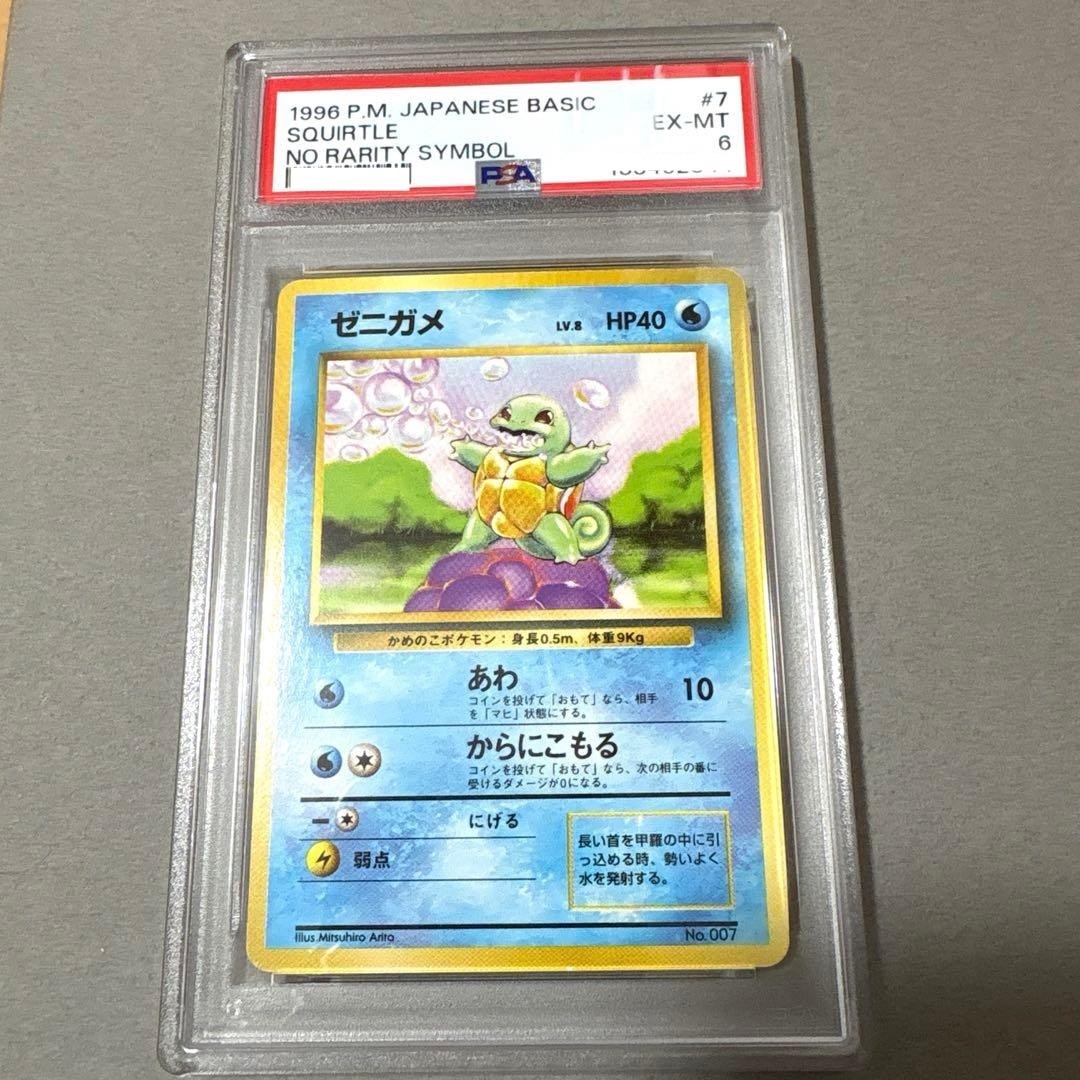 1996 P.M. JAPANESE BASIC #7
SQUIRTLE EX-MT
NO RARITY SYMBOL 6
PSA
ゼニガメ LV.8 HP40
かめのこポケモン：身長0.5m、体重9Kg
あわ 10
コインを投げて「おもて」なら、相手
を「マヒ」状態にする。
からにこもる
コインを投げて「おもて」なら、次の相手の番に
受けるダメージが0になる。
にげる
弱点
長い首を甲羅の中に引
っ込める時、勢いよく
水を発射する。
Illus.Mitsuhiro Arita No.007